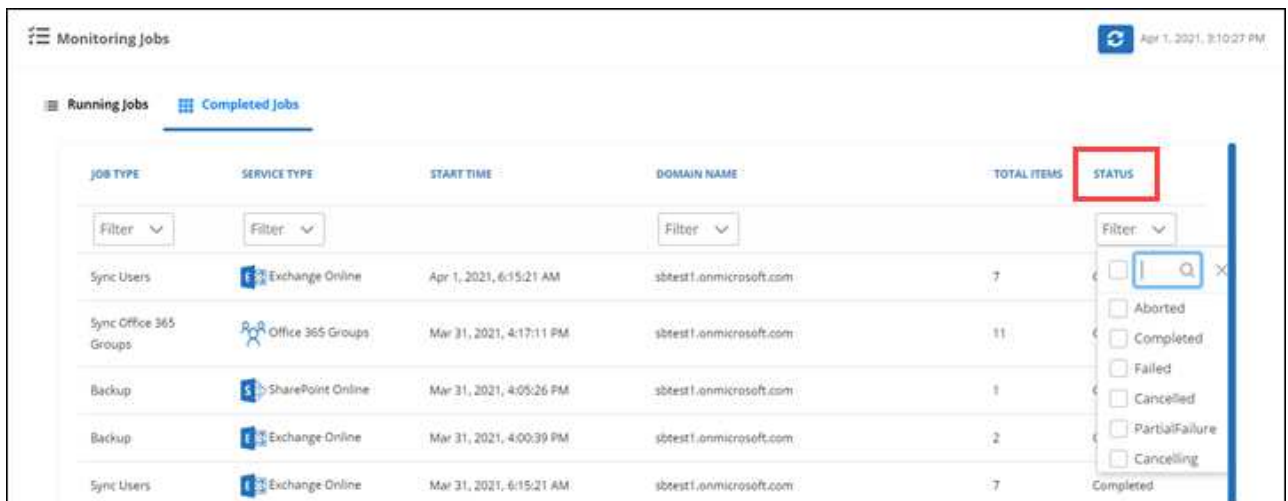 Monitoring Jobs
Apr 1, 2021, 3:10:27 PM
Running Jobs Completed Jobs
JOB TYPE SERVICE TYPE START TIME DOMAIN NAME TOTAL ITEMS STATUS
Filter Filter Filter Filter
Sync Users Exchange Online Apr 1, 2021, 6:15:21 AM sbtest1.onmicrosoft.com 7
Aborted
Sync Office 365
Groups
Office 365 Groups Mar 31, 2021, 4:17:11 PM sbtest1.onmicrosoft.com 11
Completed
Failed
Backup SharePoint Online Mar 31, 2021, 4:05:26 PM sbtest1.onmicrosoft.com 1
Cancelled
PartialFailure
Backup Exchange Online Mar 31, 2021, 4:00:39 PM sbtest1.onmicrosoft.com 2
Cancelling
Sync Users Exchange Online Mar 31, 2021, 6:15:21 AM sbtest1.onmicrosoft.com 7 Completed